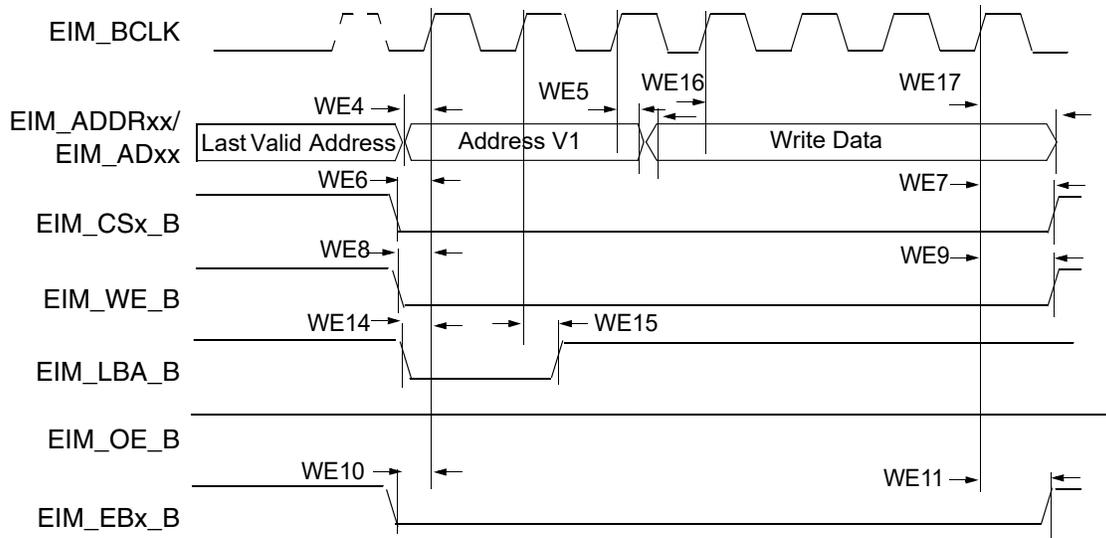 EIM_BCLK
WE4
WE5
WE16
WE17
EIM_ADDRxx/
EIM_ADxx
Last Valid Address
Address V1
Write Data
WE6
WE7
EIM_CSx_B
WE8
WE9
EIM_WE_B
WE14
WE15
EIM_LBA_B
EIM_OE_B
WE10
WE11
EIM_EBx_B